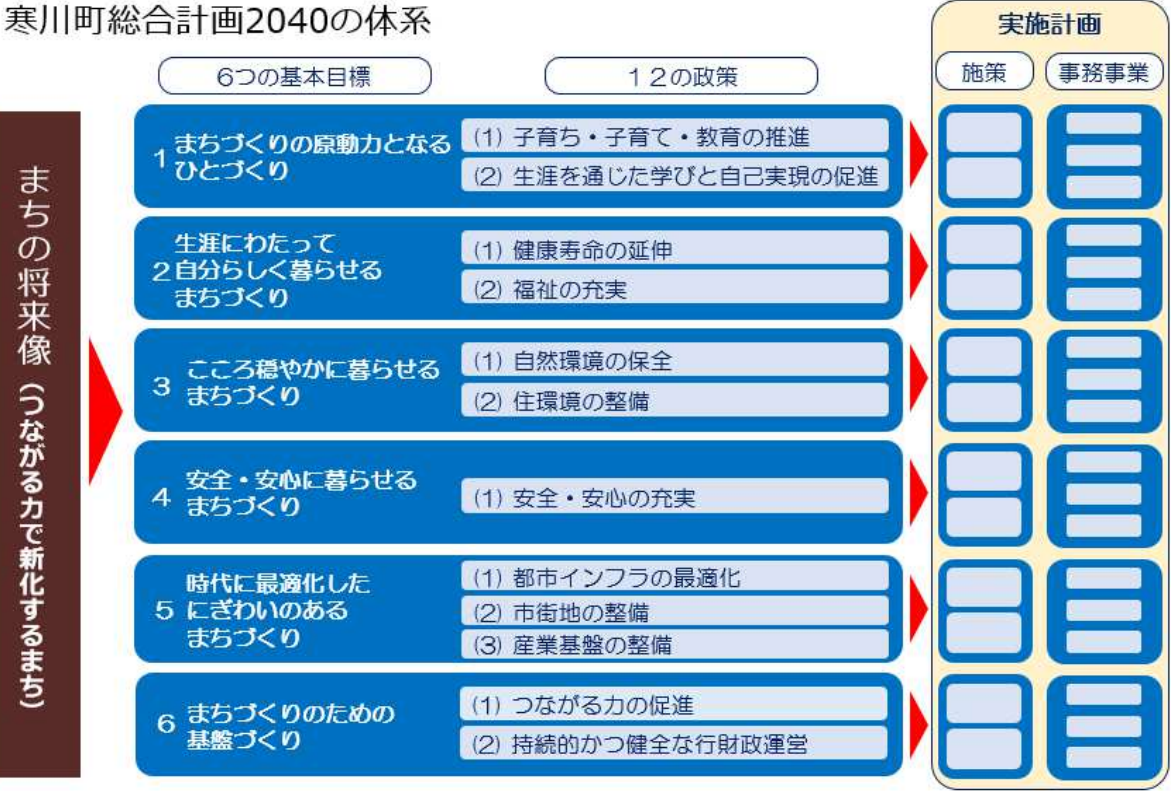 寒川町総合計画2040の体系
実施計画
6つの基本目標
12の政策
施策
事務事業
まちの将来像(つながる力で新化するまち)
1 まちづくりの原動力となる
ひとづくり
(1) 子育ち・子育て・教育の推進
(2) 生涯を通じた学びと自己実現の促進
生涯にわたって
2 自分らしく暮らせる
まちづくり
(1) 健康寿命の延伸
(2) 福祉の充実
3 こころ穏やかに暮らせる
まちづくり
(1) 自然環境の保全
(2) 住環境の整備
4 安全・安心に暮らせる
まちづくり
(1) 安全・安心の充実
時代に最適化した
5 にぎわいのある
まちづくり
(1) 都市インフラの最適化
(2) 市街地の整備
(3) 産業基盤の整備
6 まちづくりのための
基盤づくり
(1) つながる力の促進
(2) 持続的かつ健全な行財政運営